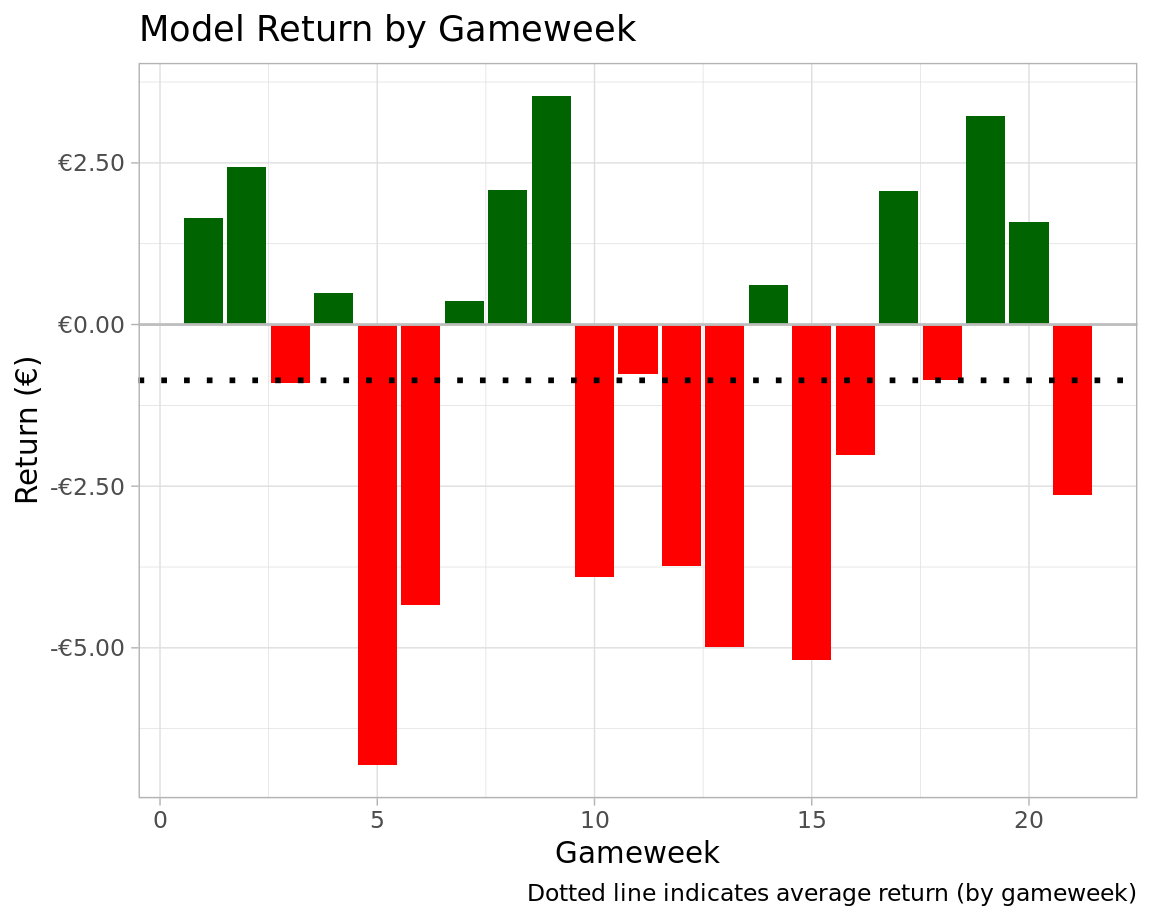 Model Return by Gameweek
Return (€)
€2.50
€0.00
-€2.50
-€5.00
0 5 10 15 20
Gameweek
Dotted line indicates average return (by gameweek)